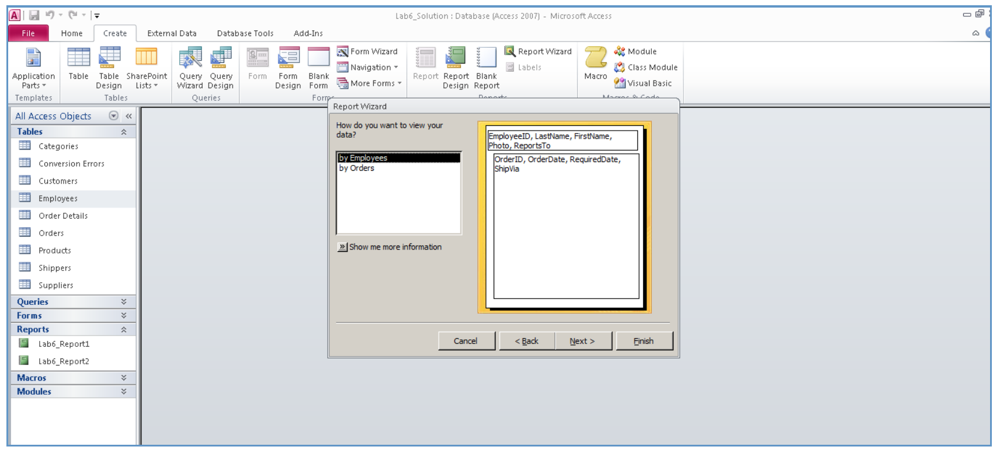 A
Lab6_Solution : Database (Access 2007) - Microsoft Access
File Home Create External Data Database Tools Add-Ins
Application Parts
Table
Table Design
SharePoint Lists
Query Wizard
Query Design
Form
Form Design
Blank Form
Form Wizard
Navigation
More Forms
Report
Report Design
Blank Report
Report Wizard
Labels
Macro
Module
Class Module
Visual Basic
Templates Tables Queries Forms Reports Macros & Code
All Access Objects
Tables
Categories
Conversion Errors
Customers
Employees
Order Details
Orders
Products
Shippers
Suppliers
Queries
Forms
Reports
Lab6_Report1
Lab6_Report2
Macros
Modules
Report Wizard
How do you want to view your
data?
by Employees
by Orders
Show me more information
EmployeeID, LastName, FirstName,
Photo, ReportsTo
OrderID, OrderDate, RequiredDate,
ShipVia
Cancel < Back Next > Finish